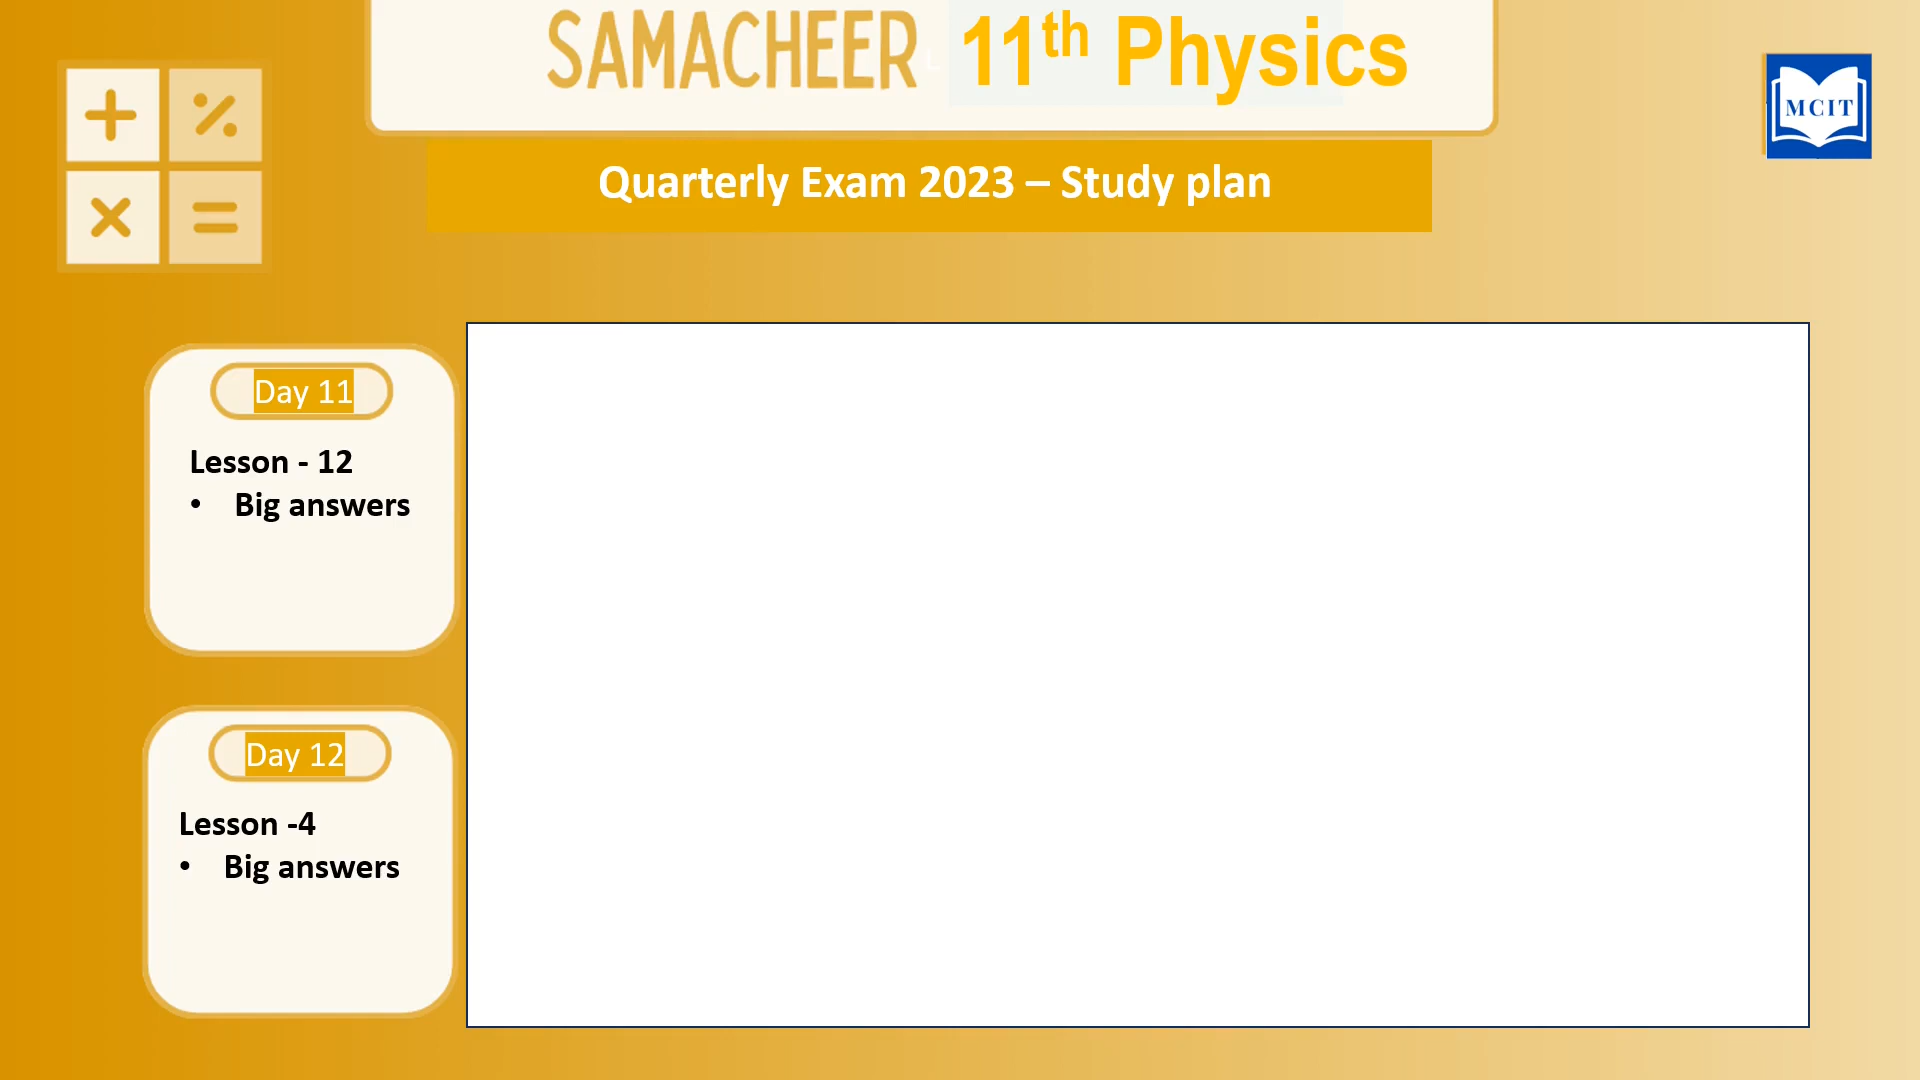 SAMACHEER 11th Physics
MCIT
Quarterly Exam 2023 – Study plan
Day 11
Lesson - 12
• Big answers
Day 12
Lesson -4
• Big answers